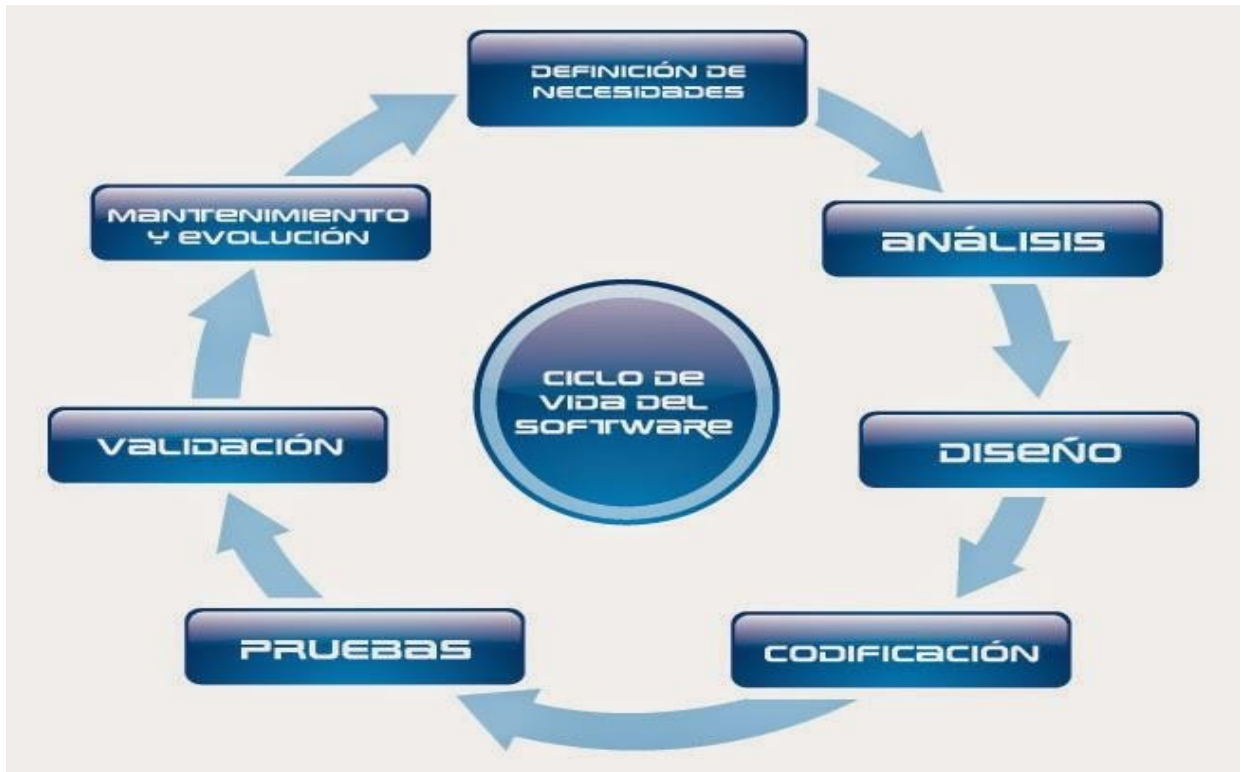 DEFINICIÓN DE
NECESIDADES
ANÁLISIS
DISEÑO
CODIFICACIÓN
PRUEBAS
VALIDACIÓN
MANTENIMIENTO
Y EVOLUCIÓN
CICLO DE
VIDA DEL
SOFTWARE